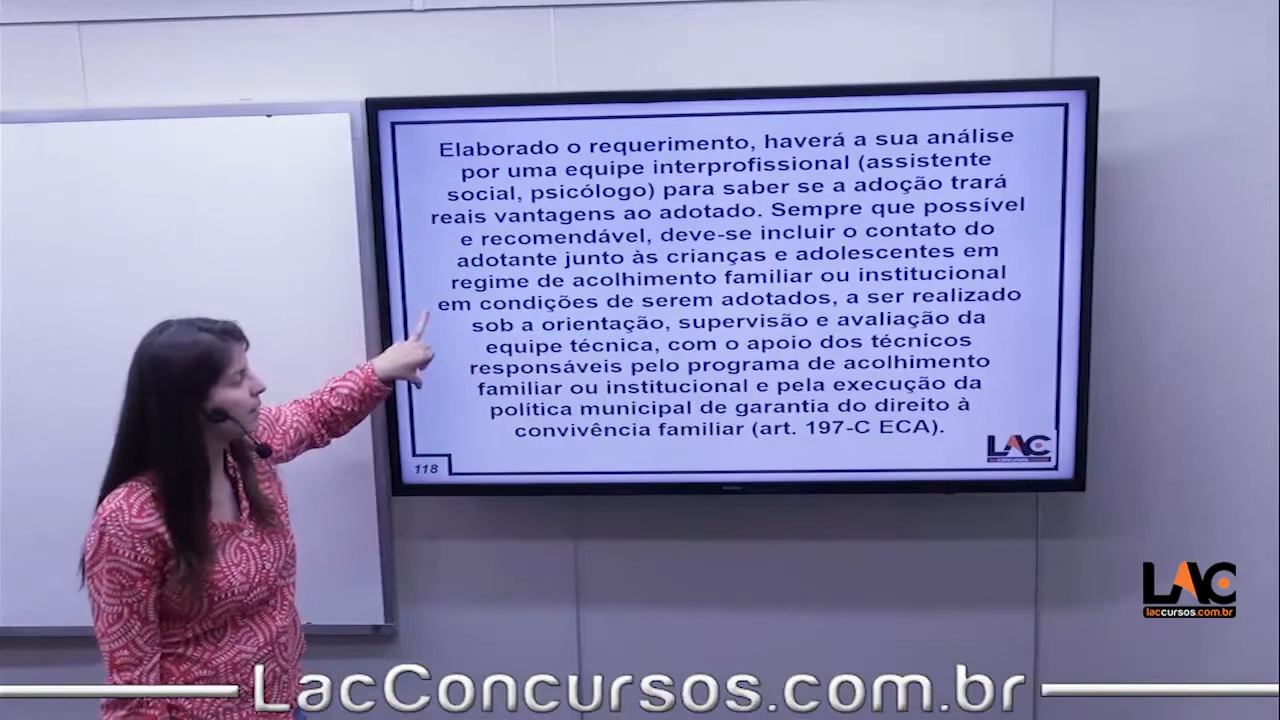 Elaborado o requerimento, haverá a sua análise
por uma equipe interprofissional (assistente
social, psicólogo) para saber se a adoção trará
reais vantagens ao adotado. Sempre que possível
e recomendável, deve-se incluir o contato do
adotante junto às crianças e adolescentes em
regime de acolhimento familiar ou institucional
em condições de serem adotados, a ser realizado
sob a orientação, supervisão e avaliação da
equipe técnica, com o apoio dos técnicos
responsáveis pelo programa de acolhimento
familiar ou institucional e pela execução da
política municipal de garantia do direito à
convivência familiar (art. 197-C ECA).
118
LAC
LAC
laccursos.com.br
LacConcursos.com.br